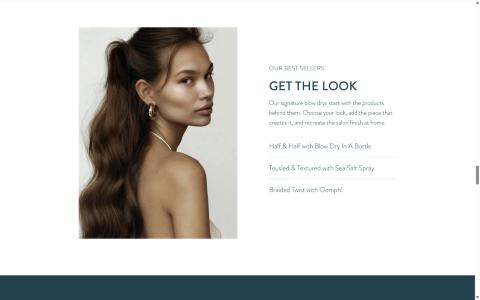 OUR BEST SELLERS
GET THE LOOK
Our signature blow drys start with the products
behind them. Choose your look, add the piece that
creates it, and recreate the salon finish at home.
Half & Half with Blow Dry In A Bottle
Tousled & Textured with Sea Salt Spray
Braided Twist with Oomph!